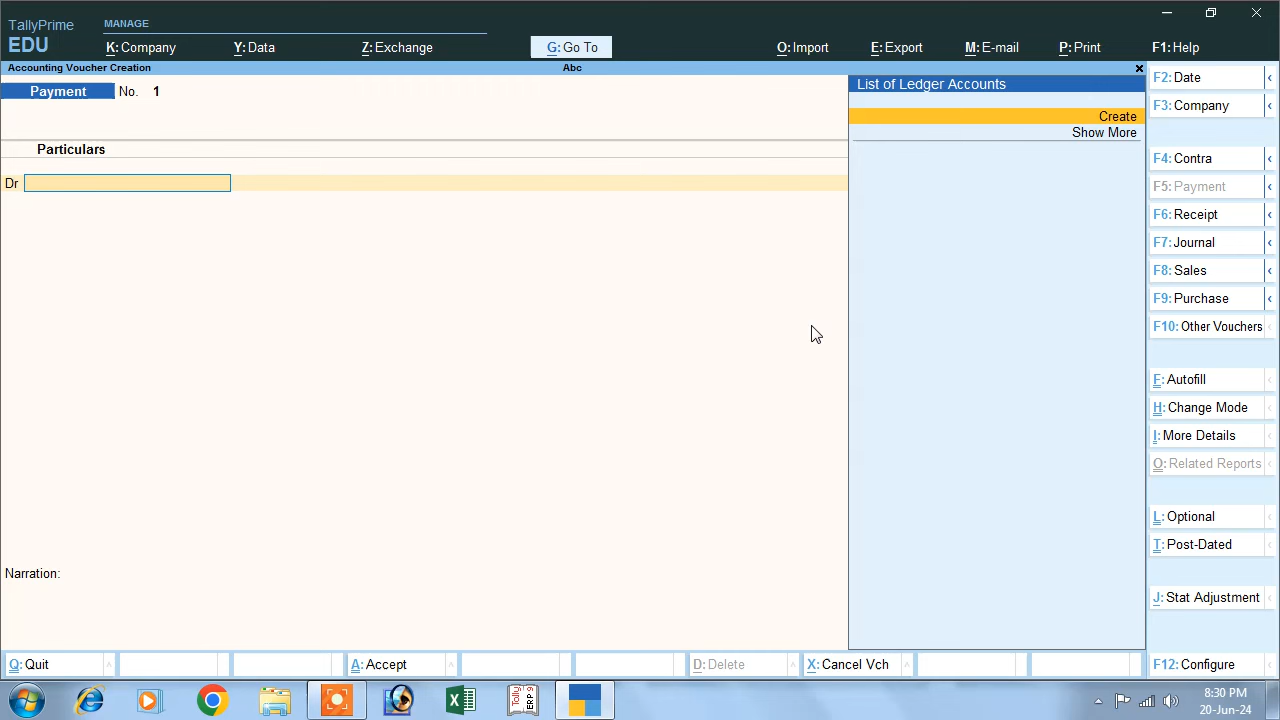 TallyPrime
EDU
MANAGE
K: Company
Y: Data
Z: Exchange
G: Go To
O: Import
E: Export
M: E-mail
P: Print
F1: Help
Accounting Voucher Creation
Abc
Payment No. 1
Particulars
Dr
Narration:
List of Ledger Accounts
Create
Show More
F2: Date
F3: Company
F4: Contra
F5: Payment
F6: Receipt
F7: Journal
F8: Sales
F9: Purchase
F10: Other Vouchers
F: Autofill
H: Change Mode
I: More Details
O: Related Reports
L: Optional
T: Post-Dated
J: Stat Adjustment
F12: Configure
Q: Quit
A: Accept
D: Delete
X: Cancel Vch
Tally
ERP 9
8:30 PM
20-Jun-24